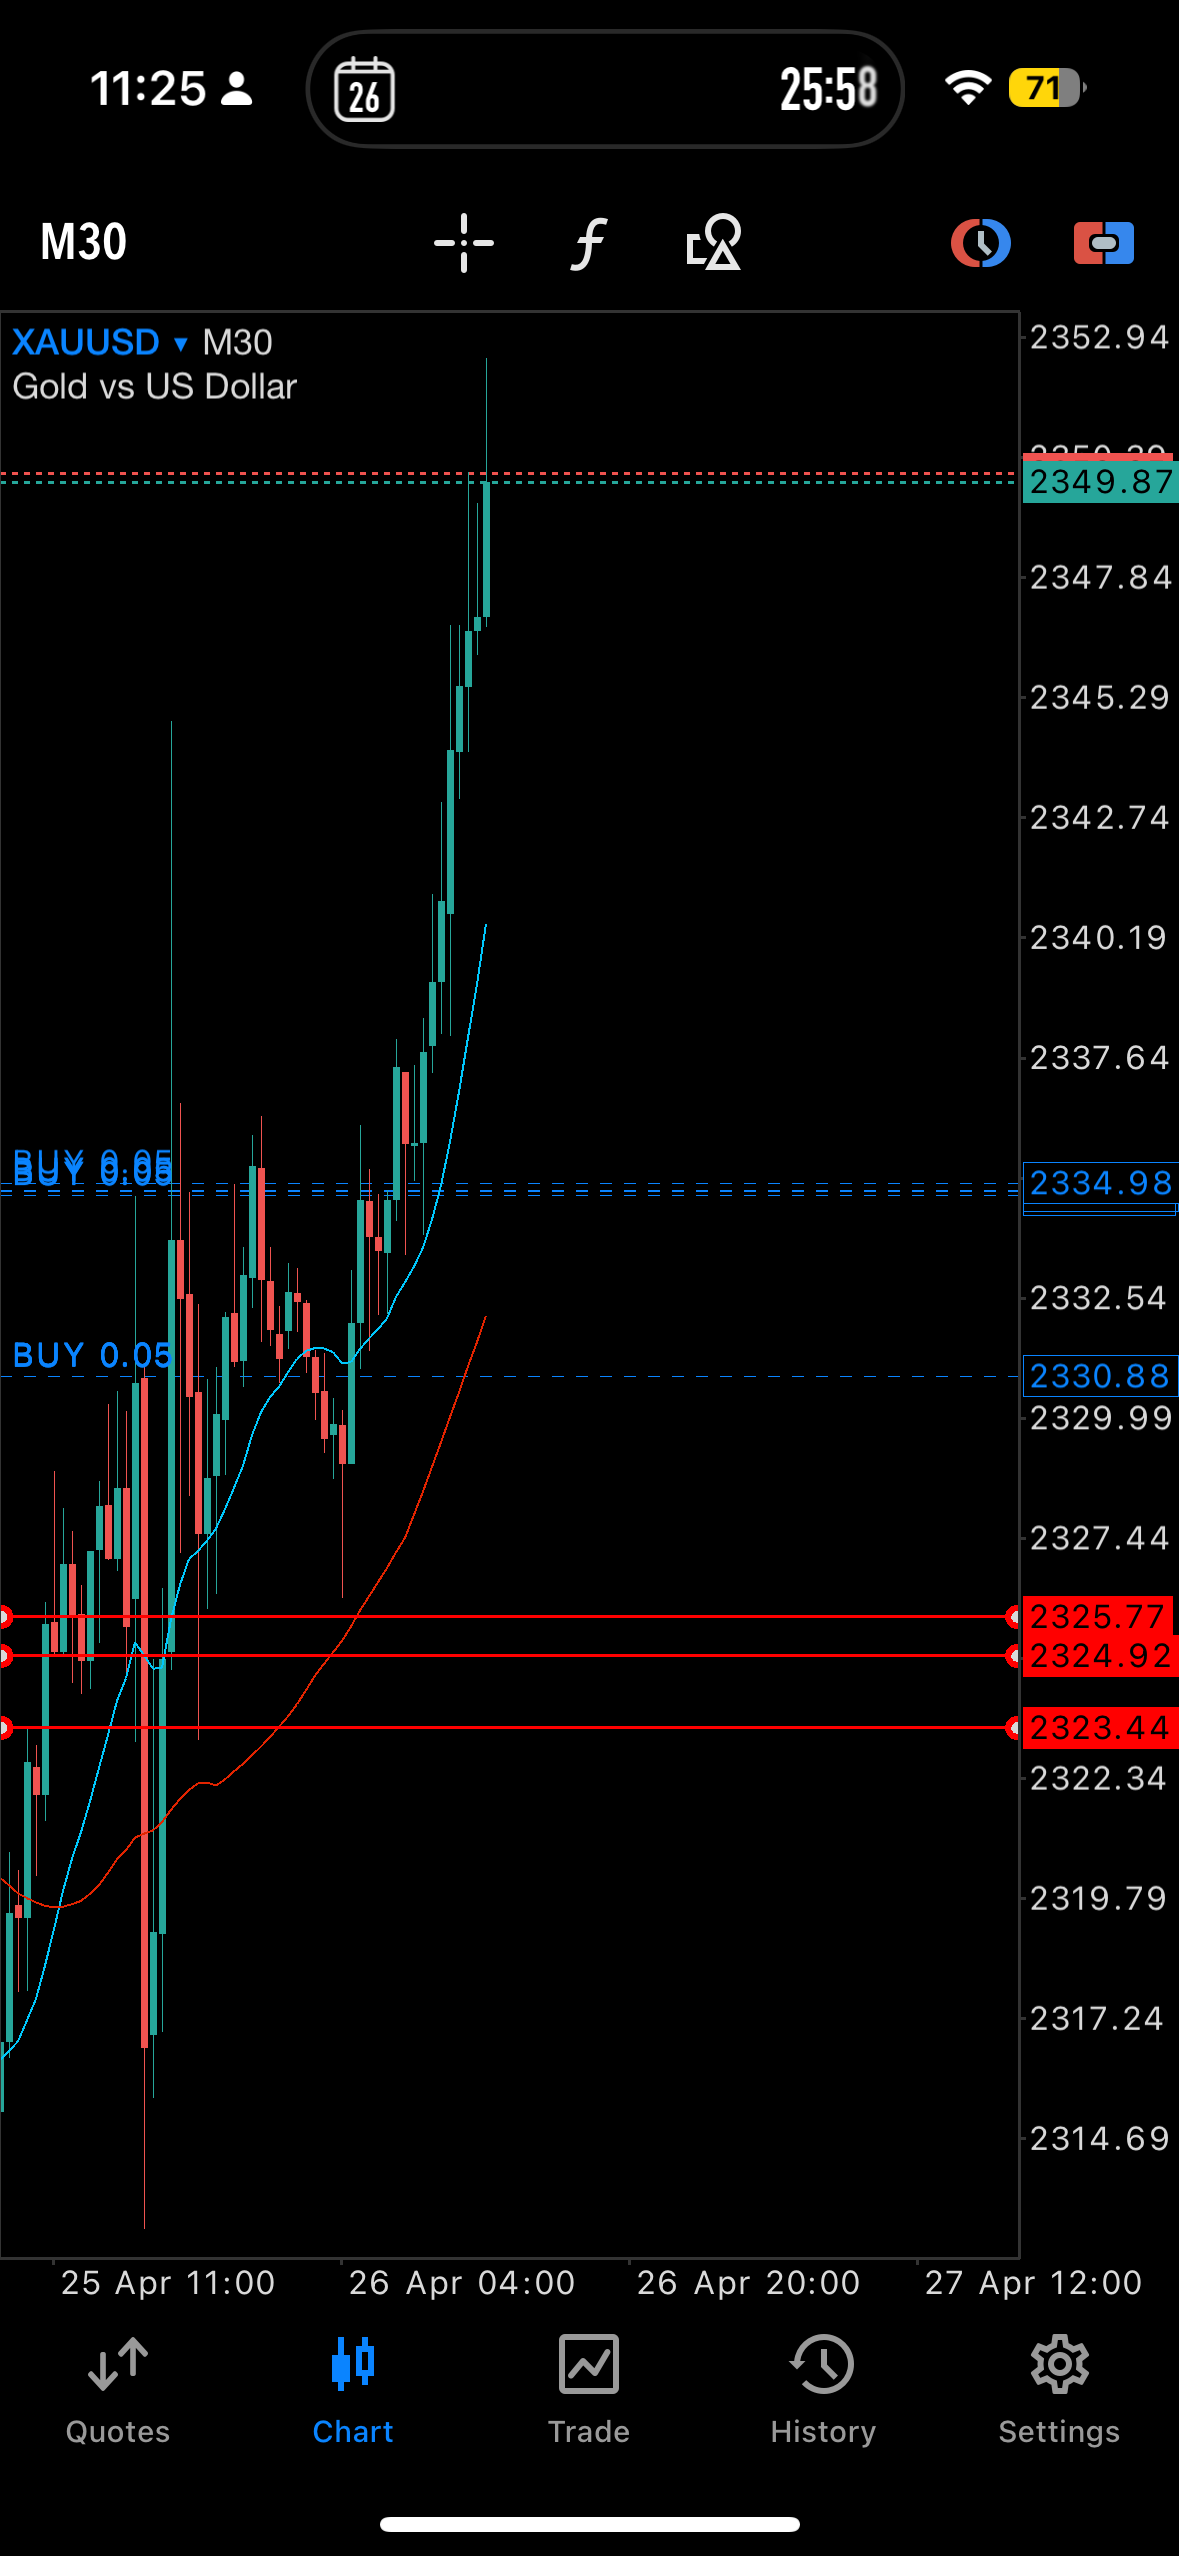 11:25
26
25:58
71
M30
XAUUSD ▾ M30
Gold vs US Dollar
2352.94
2349.87
2347.84
2345.29
2342.74
2340.19
2337.64
BUY 0.05
BUY 0.05
2334.98
2332.54
BUY 0.05
2330.88
2329.99
2327.44
2325.77
2324.92
2323.44
2322.34
2319.79
2317.24
2314.69
25 Apr 11:00
26 Apr 04:00
26 Apr 20:00
27 Apr 12:00
Quotes
Chart
Trade
History
Settings